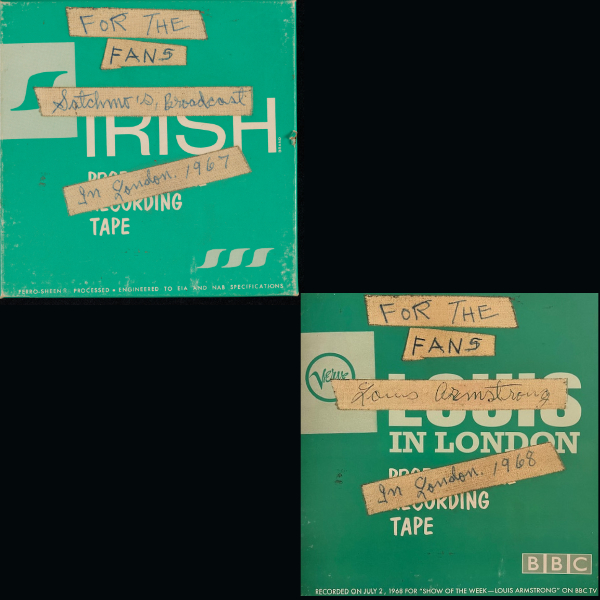 FOR THE
FANS
Satchmo's, Broadcast
IRISH
In London. 1967
RECORDING
TAPE
FERRO-SHEEN® PROCESSED • ENGINEERED TO EIA AND NAB SPECIFICATIONS
FOR THE
FANS
Verve
Louis Armstrong
LOUIS
IN LONDON
In London. 1968
RECORDING
TAPE
BBC
RECORDED ON JULY 2, 1968 FOR "SHOW OF THE WEEK—LOUIS ARMSTRONG" ON BBC TV